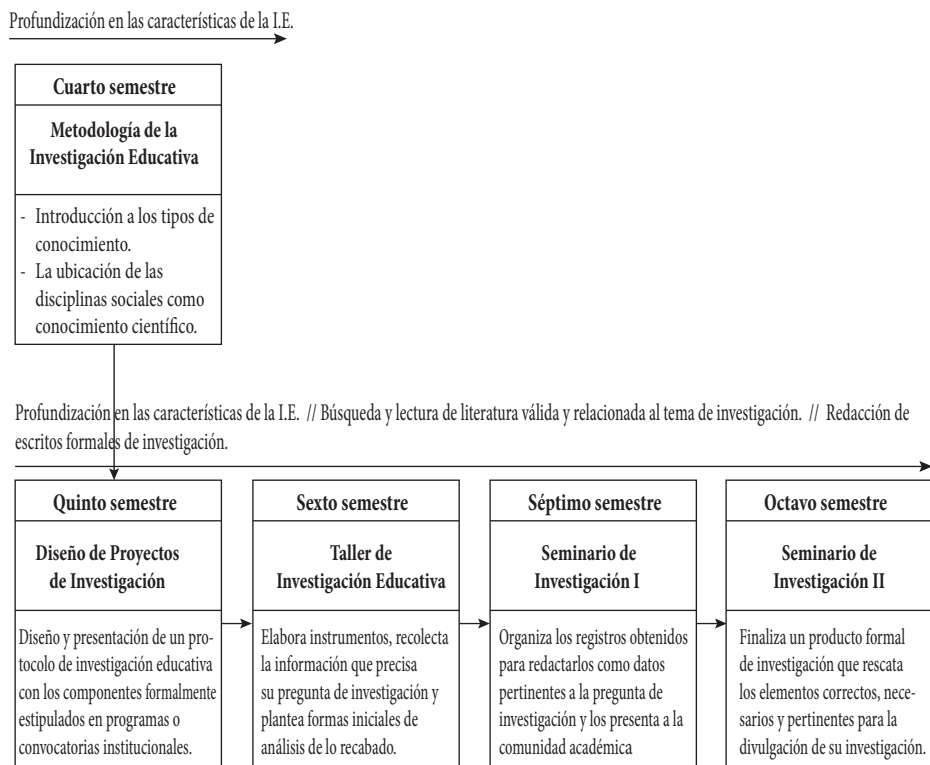 Profundización en las características de la I.E.
Cuarto semestre
Metodología de la
Investigación Educativa
- Introducción a los tipos de
conocimiento.
- La ubicación de las
disciplinas sociales como
conocimiento científico.
Profundización en las características de la I.E. // Búsqueda y lectura de literatura válida y relacionada al tema de investigación. // Redacción de
escritos formales de investigación.
Quinto semestre
Diseño de Proyectos
de Investigación
Diseño y presentación de un pro-
tocolo de investigación educativa
con los componentes formalmente
estipulados en programas o
convocatorias institucionales.
Sexto semestre
Taller de
Investigación Educativa
Elabora instrumentos, recolecta
la información que precisa
su pregunta de investigación y
plantea formas iniciales de
análisis de lo recabado.
Séptimo semestre
Seminario de
Investigación I
Organiza los registros obtenidos
para redactarlos como datos
pertinentes a la pregunta de
investigación y los presenta a la
comunidad académica
Octavo semestre
Seminario de
Investigación II
Finaliza un producto formal
de investigación que rescata
los elementos correctos, nece-
sarios y pertinentes para la
divulgación de su investigación.